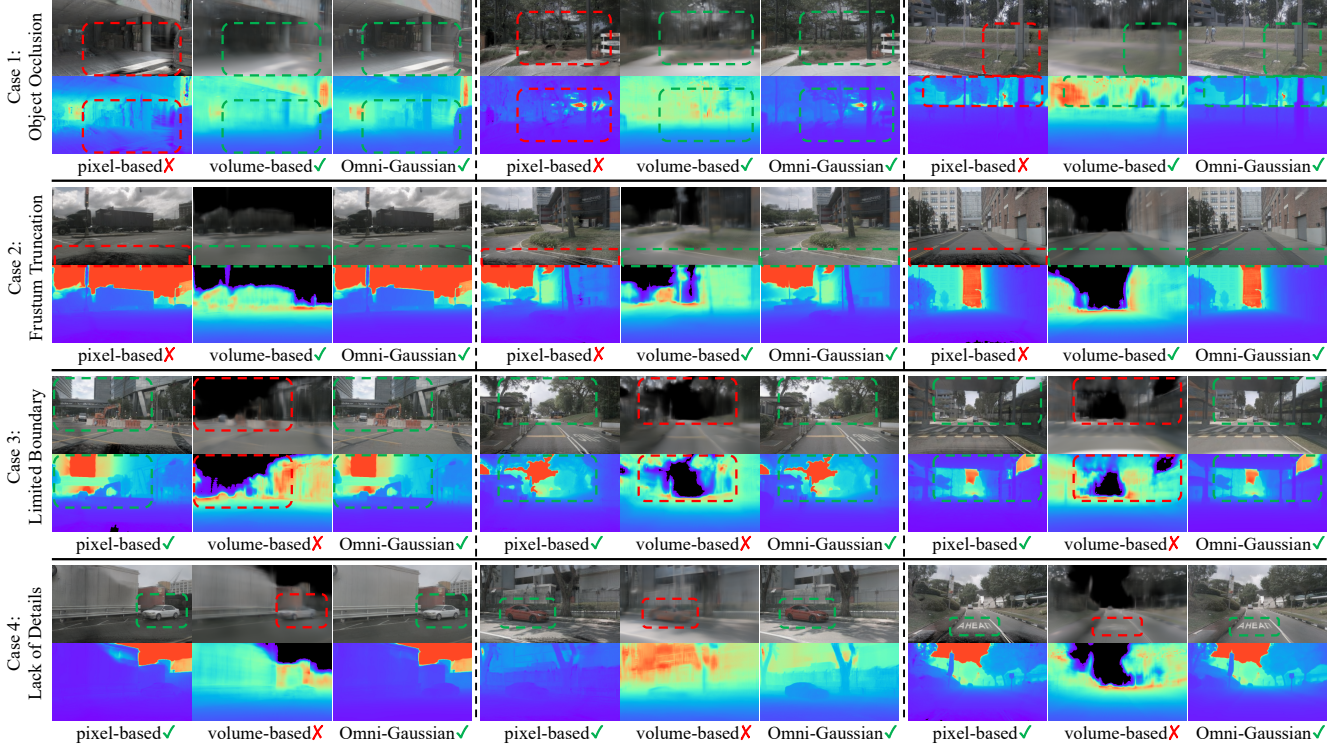 Case 1:
Object Occlusion
pixel-based✗ volume-based✓ Omni-Gaussian✓ pixel-based✗ volume-based✓ Omni-Gaussian✓ pixel-based✗ volume-based✓ Omni-Gaussian✓
Case 2:
Frustum Truncation
pixel-based✗ volume-based✓ Omni-Gaussian✓ pixel-based✗ volume-based✓ Omni-Gaussian✓ pixel-based✗ volume-based✓ Omni-Gaussian✓
Case 3:
Limited Boundary
pixel-based✓ volume-based✗ Omni-Gaussian✓ pixel-based✓ volume-based✗ Omni-Gaussian✓ pixel-based✓ volume-based✗ Omni-Gaussian✓
Case 4:
Lack of Details
AHEAD AHEAD
pixel-based✓ volume-based✗ Omni-Gaussian✓ pixel-based✓ volume-based✗ Omni-Gaussian✓ pixel-based✓ volume-based✗ Omni-Gaussian✓